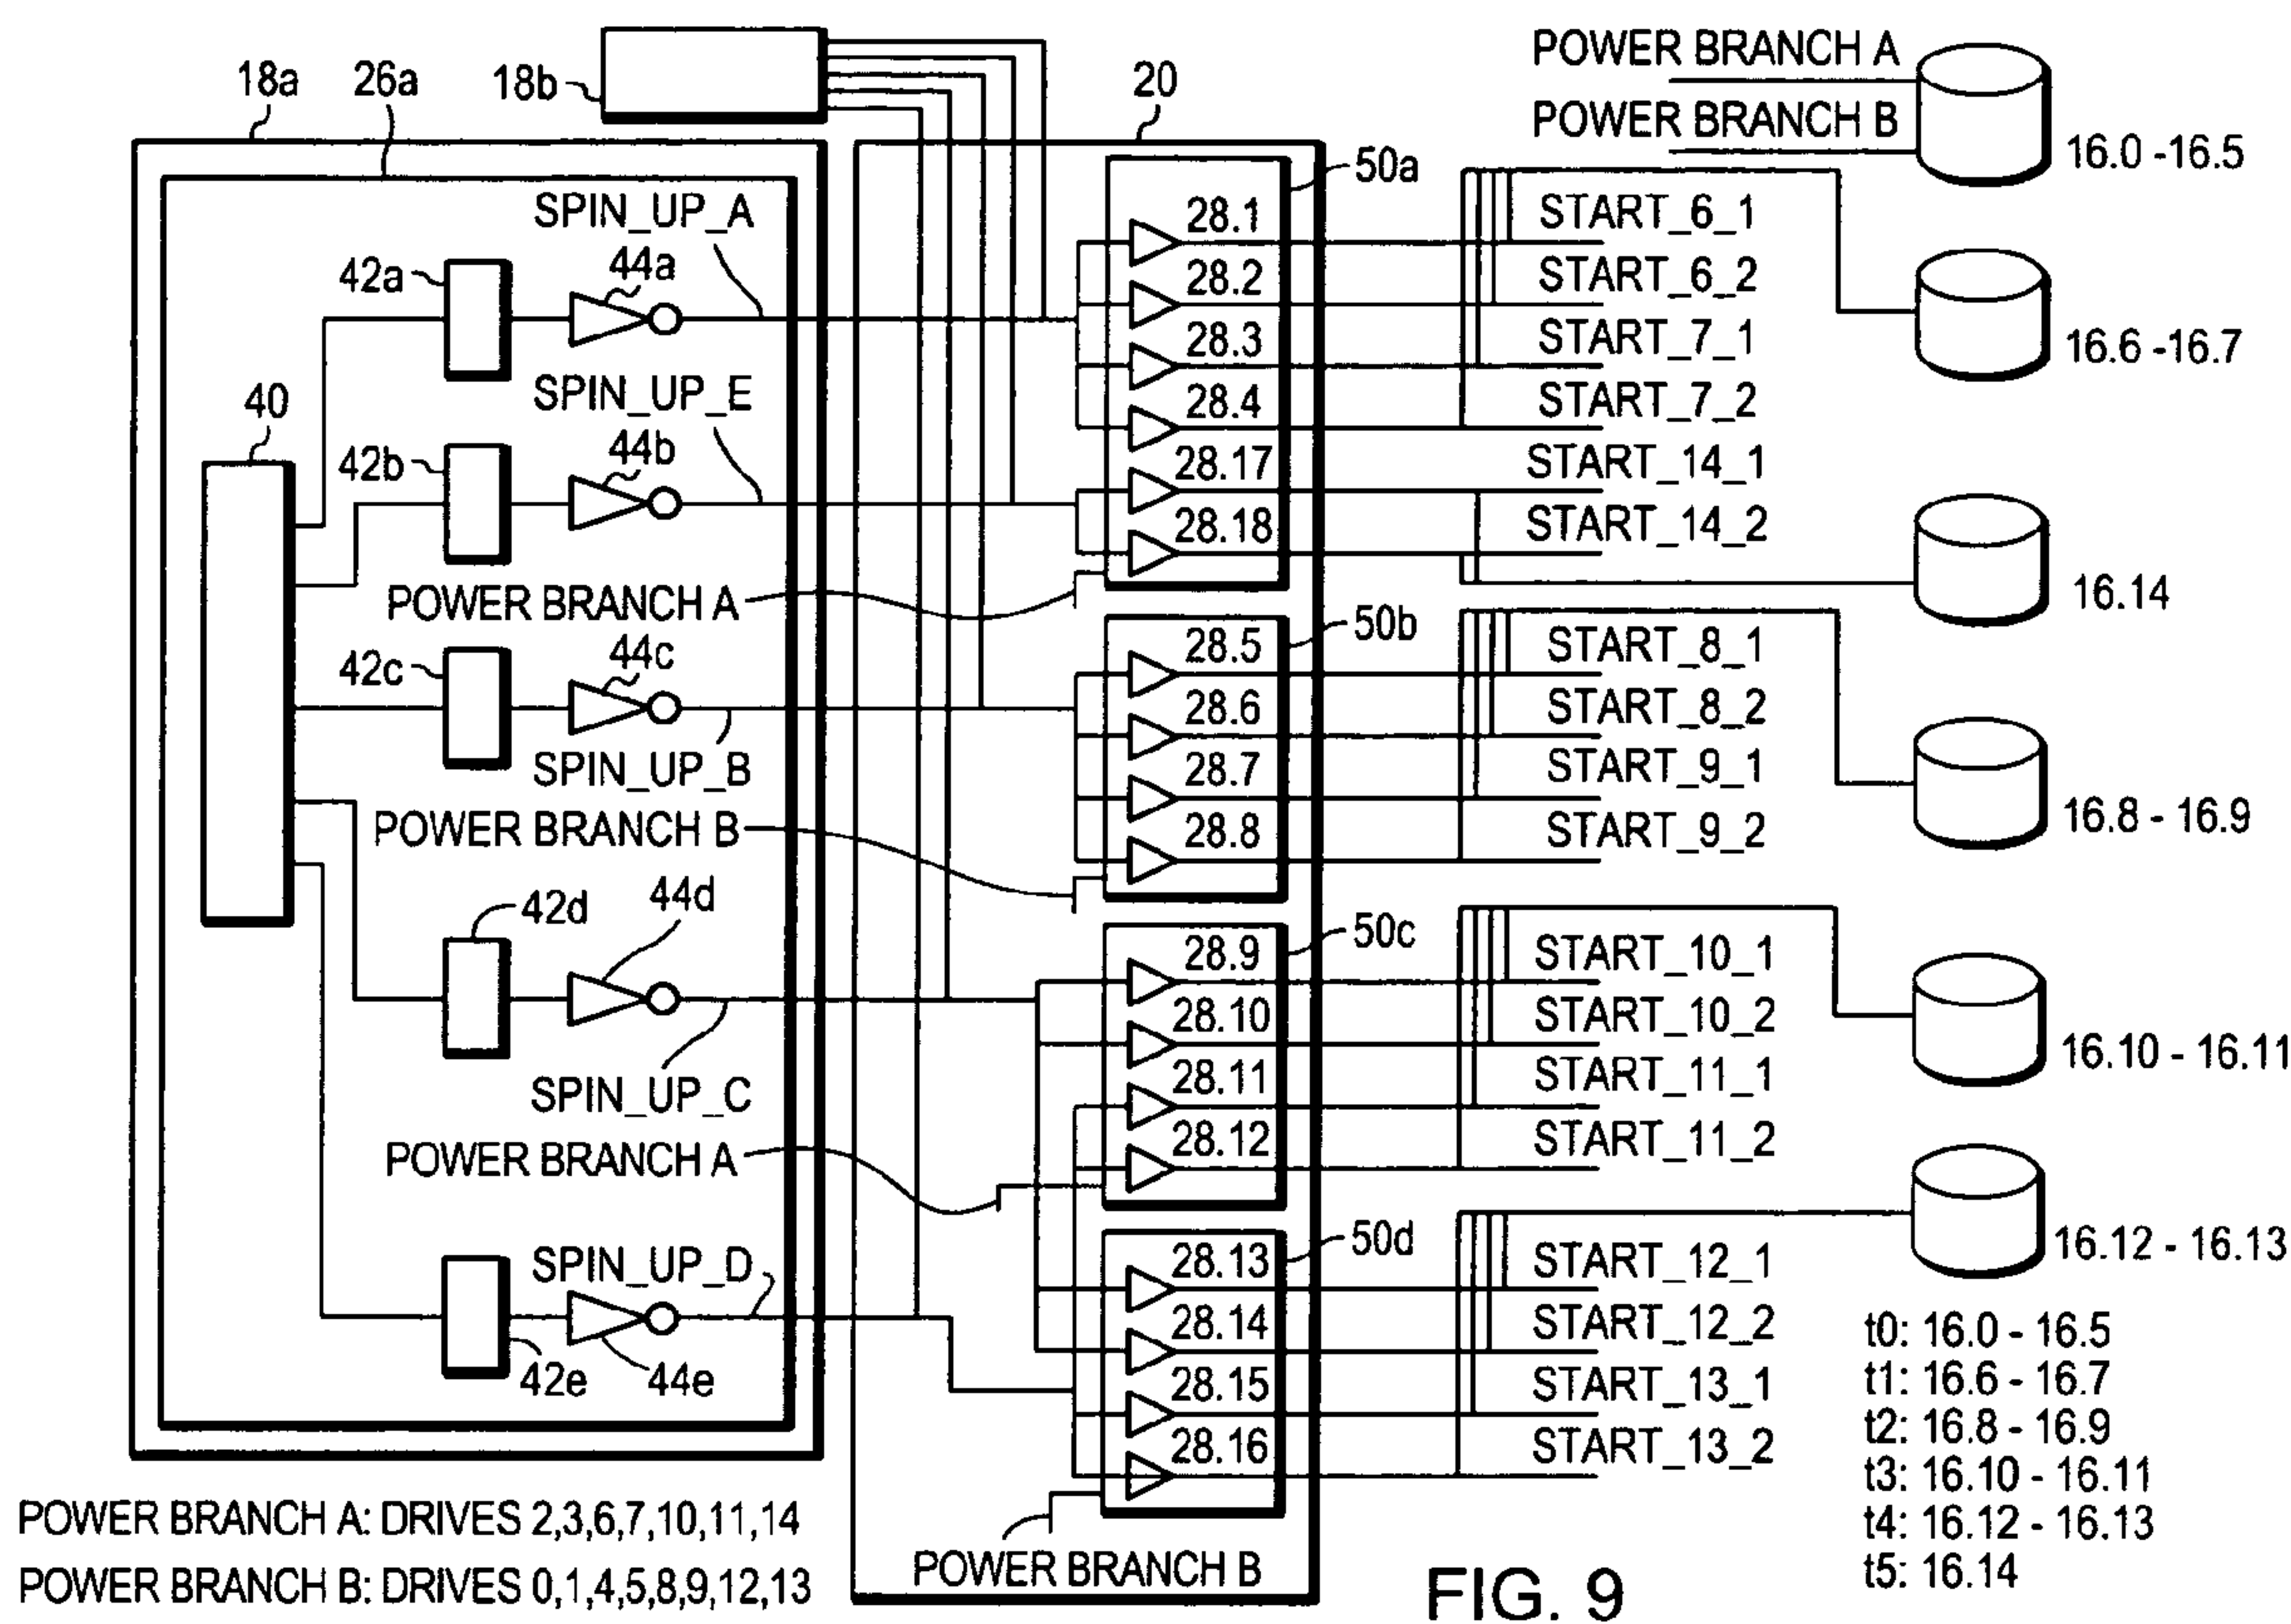 18a
26a
18b
20
POWER BRANCH A
POWER BRANCH B
16.0 -16.5
50a
SPIN_UP_A
28.1
START_6_1
42a
44a
28.2
START_6_2
28.3
START_7_1
16.6 -16.7
SPIN_UP_E
28.4
START_7_2
40
42b
44b
28.17
START_14_1
28.18
START_14_2
POWER BRANCH A
16.14
50b
42c
44c
28.5
START_8_1
28.6
START_8_2
SPIN_UP_B
28.7
START_9_1
POWER BRANCH B
28.8
START_9_2
16.8 - 16.9
42d
44d
50c
28.9
START_10_1
28.10
START_10_2
16.10 - 16.11
SPIN_UP_C
28.11
START_11_1
POWER BRANCH A
28.12
START_11_2
50d
16.12 - 16.13
SPIN_UP_D
28.13
START_12_1
28.14
START_12_2
42e
44e
28.15
START_13_1
28.16
START_13_2
t0: 16.0 - 16.5
t1: 16.6 - 16.7
t2: 16.8 - 16.9
t3: 16.10 - 16.11
t4: 16.12 - 16.13
t5: 16.14
POWER BRANCH A: DRIVES 2,3,6,7,10,11,14
POWER BRANCH B: DRIVES 0,1,4,5,8,9,12,13
POWER BRANCH B
FIG. 9